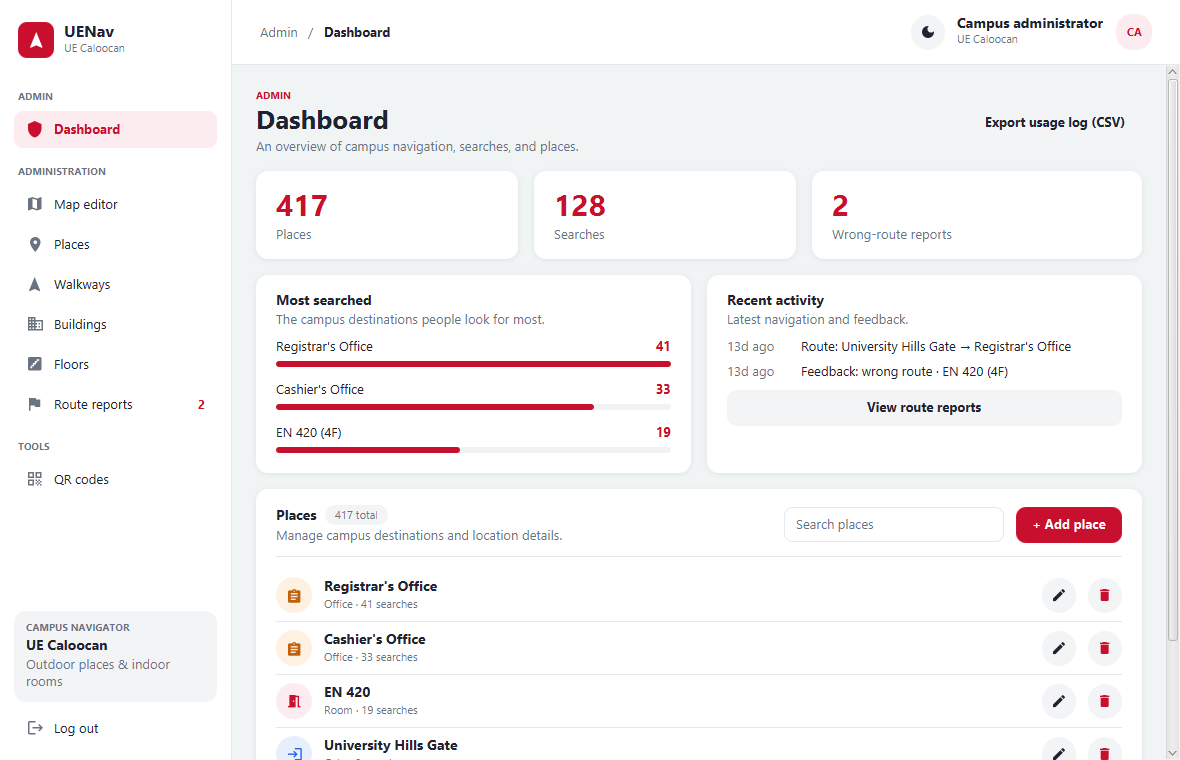 UENav
UE Caloocan
ADMIN
Dashboard
ADMINISTRATION
Map editor
Places
Walkways
Buildings
Floors
Route reports 2
TOOLS
QR codes
CAMPUS NAVIGATOR
UE Caloocan
Outdoor places & indoor
rooms
Log out
Admin / Dashboard
Campus administrator
UE Caloocan
CA
ADMIN
Dashboard
An overview of campus navigation, searches, and places.
Export usage log (CSV)
417
Places
128
Searches
2
Wrong-route reports
Most searched
The campus destinations people look for most.
Registrar's Office 41
Cashier's Office 33
EN 420 (4F) 19
Recent activity
Latest navigation and feedback.
13d ago Route: University Hills Gate → Registrar's Office
13d ago Feedback: wrong route · EN 420 (4F)
View route reports
Places 417 total
Manage campus destinations and location details.
Search places
+ Add place
Registrar's Office
Office · 41 searches
Cashier's Office
Office · 33 searches
EN 420
Room · 19 searches
University Hills Gate